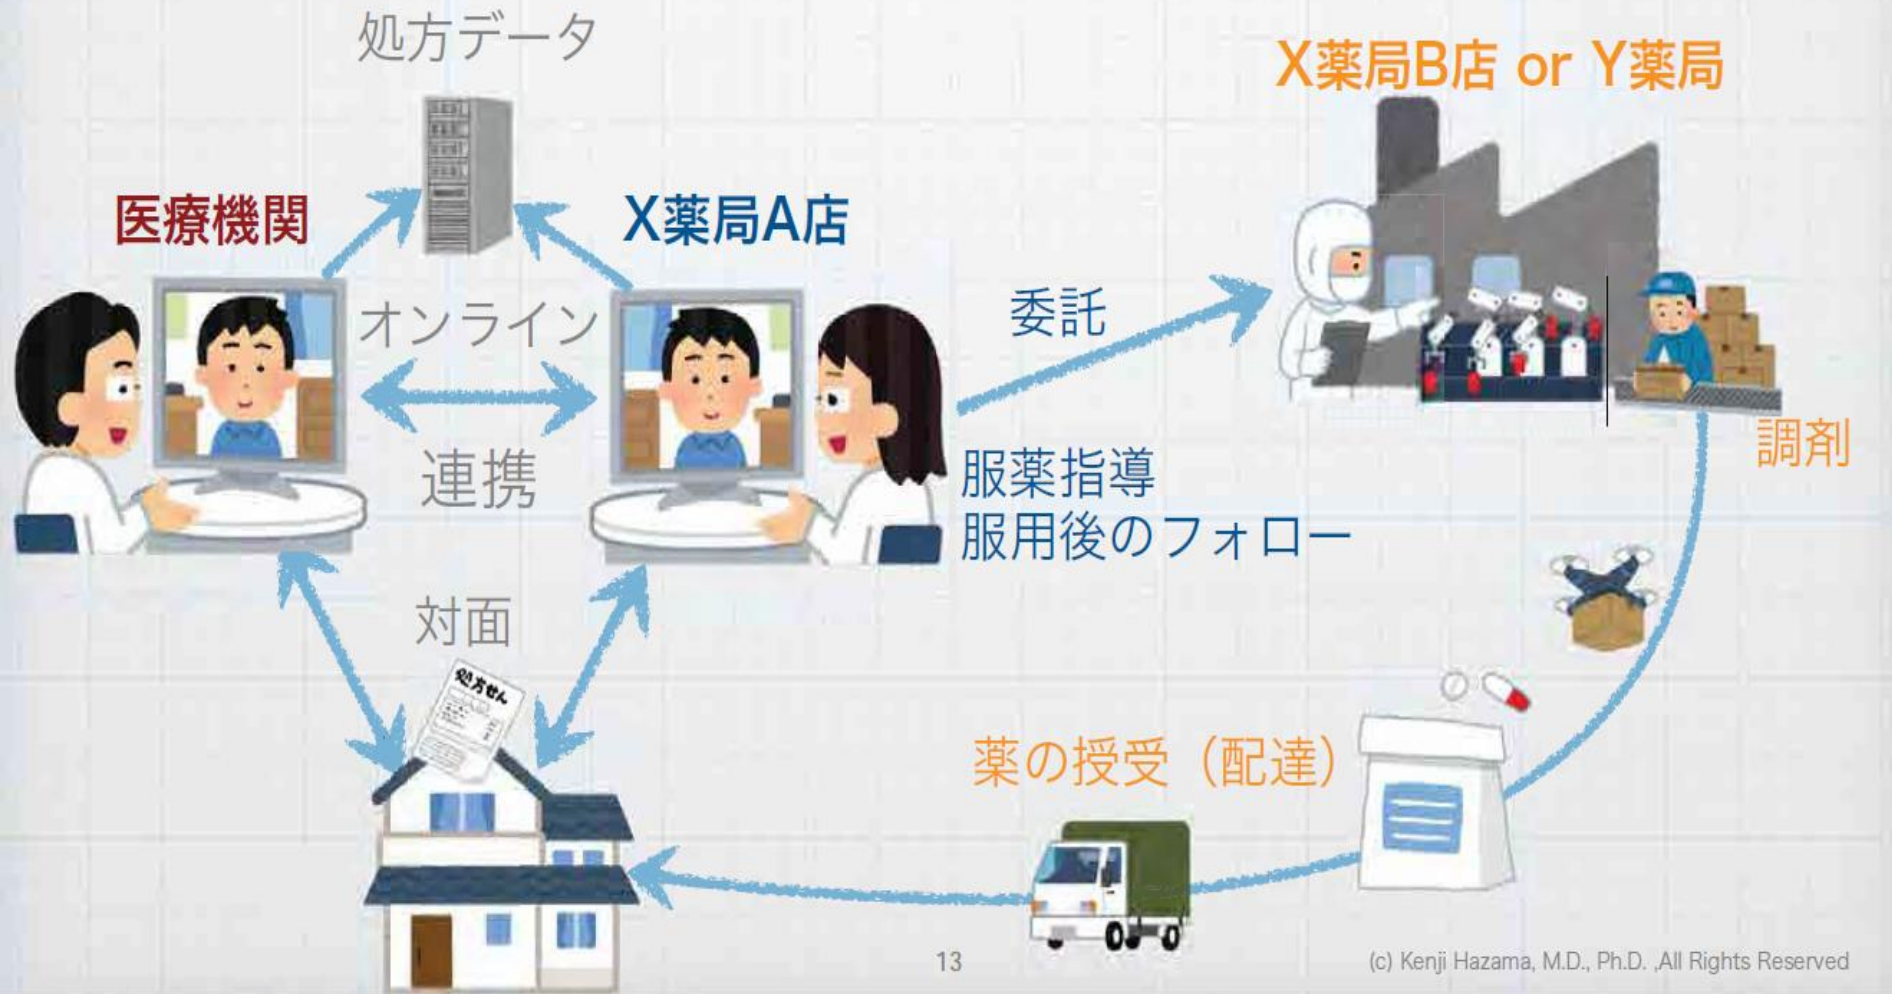 処方データ
X薬局B店 or Y薬局
医療機関
X薬局A店
オンライン
委託
連携
調剤
服薬指導
服用後のフォロー
対面
処方せん
薬の授受（配達）
13
(c) Kenji Hazama, M.D., Ph.D. ,All Rights Reserved